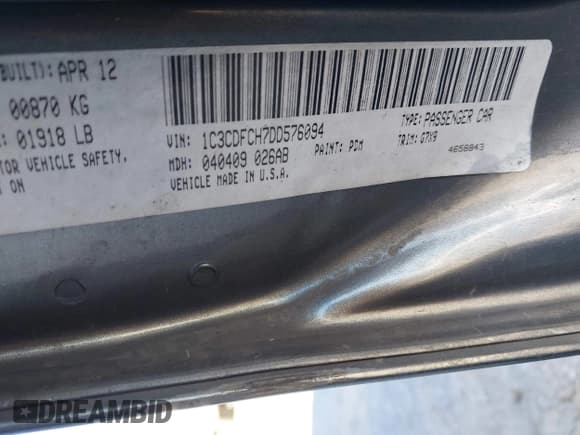 BUILT): APR 12
00870 KG
: 01918 LB
TOR VEHICLE SAFETY,
ON
VIN: 1C3CDFCH7DD576094 TYPE: PASSENGER CAR
MDH: 040409 026AB PAINT: PDM TRIM: G7X9
VEHICLE MADE IN U.S.A. 4658843
DREAMBID